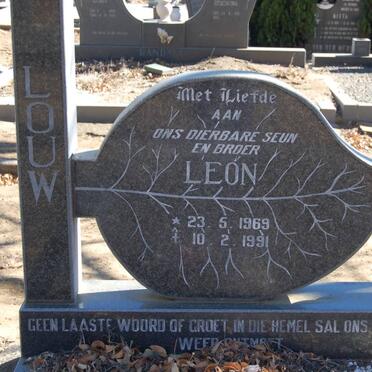 LOUW
Met Liefde
AAN
ONS DIERBARE SEUN
EN BROER
LEÓN
* 23. 5. 1969
10. 2. 1991
GEEN LAASTE WOORD OF GROET IN DIE HEMEL SAL ONS
WEER ONTMOET